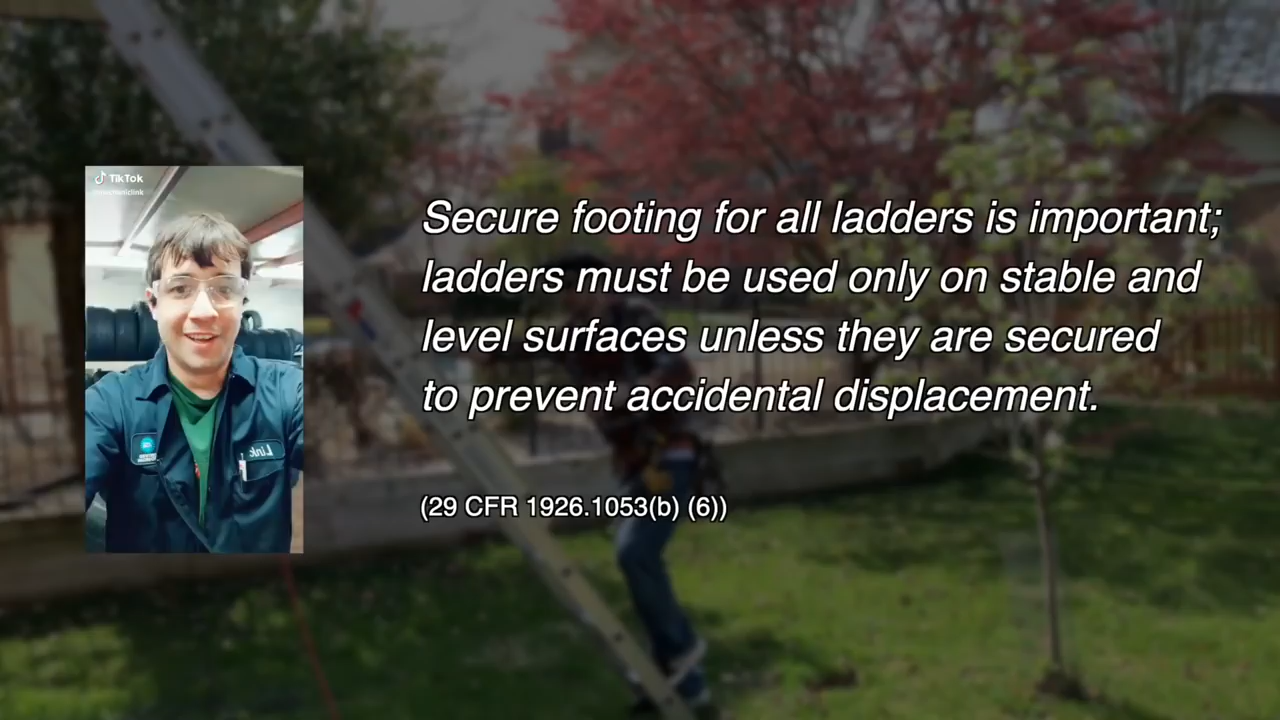 TikTok
Secure footing for all ladders is important;
ladders must be used only on stable and
level surfaces unless they are secured
to prevent accidental displacement.
Link
(29 CFR 1926.1053(b) (6))